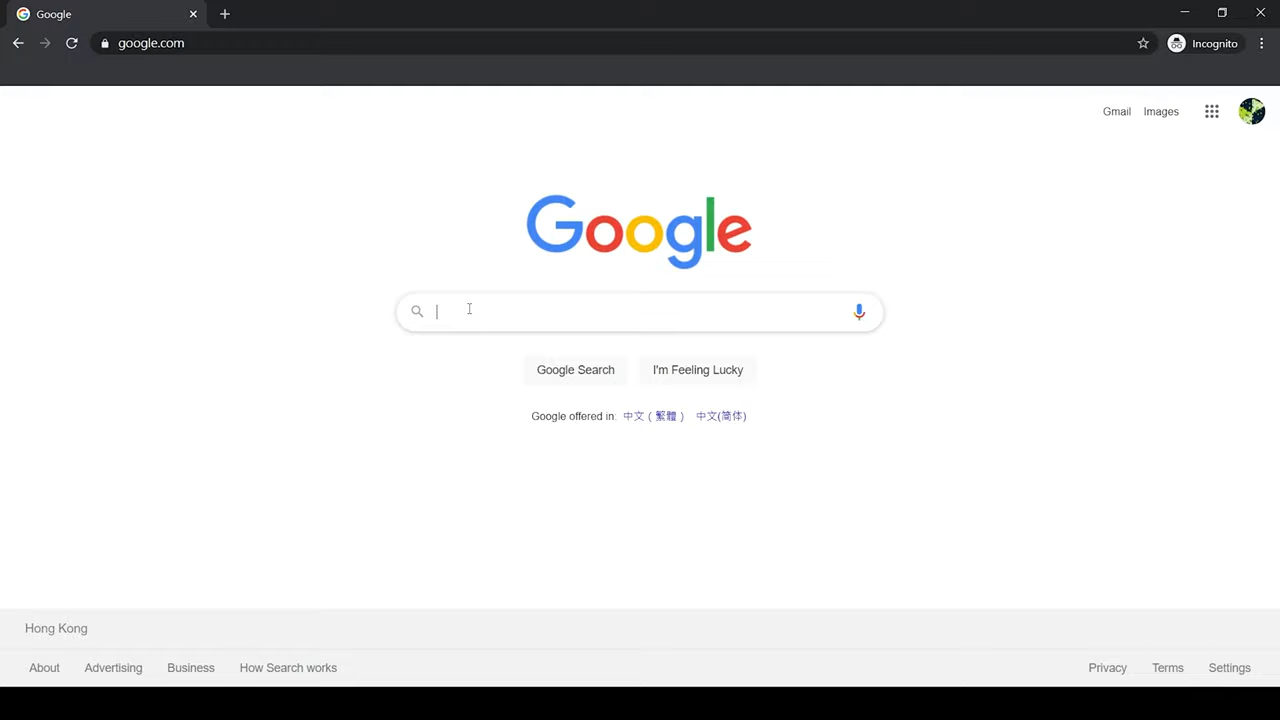 Google
google.com
Incognito
Gmail Images
Google
Google Search I'm Feeling Lucky
Google offered in: 中文（繁體） 中文(简体)
Hong Kong
About Advertising Business How Search works Privacy Terms Settings